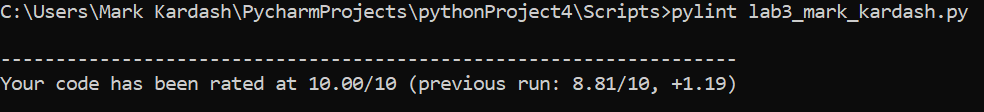 C:\Users\Mark Kardash\PycharmProjects\pythonProject4\Scripts>pylint lab3_mark_kardash.py
-------------------------------------------------------------------
Your code has been rated at 10.00/10 (previous run: 8.81/10, +1.19)